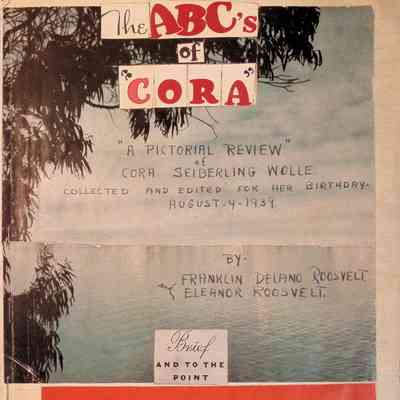 The ABC's
of
"CORA"
"A PICTORIAL REVIEW"
of
CORA SEIBERLING WOLLE
COLLECTED AND EDITED FOR HER BIRTHDAY-
AUGUST-4-1939
BY-
FRANKLIN DELANO ROOSVELT
ELEANOR ROOSVELT.
Brief
AND TO THE
POINT